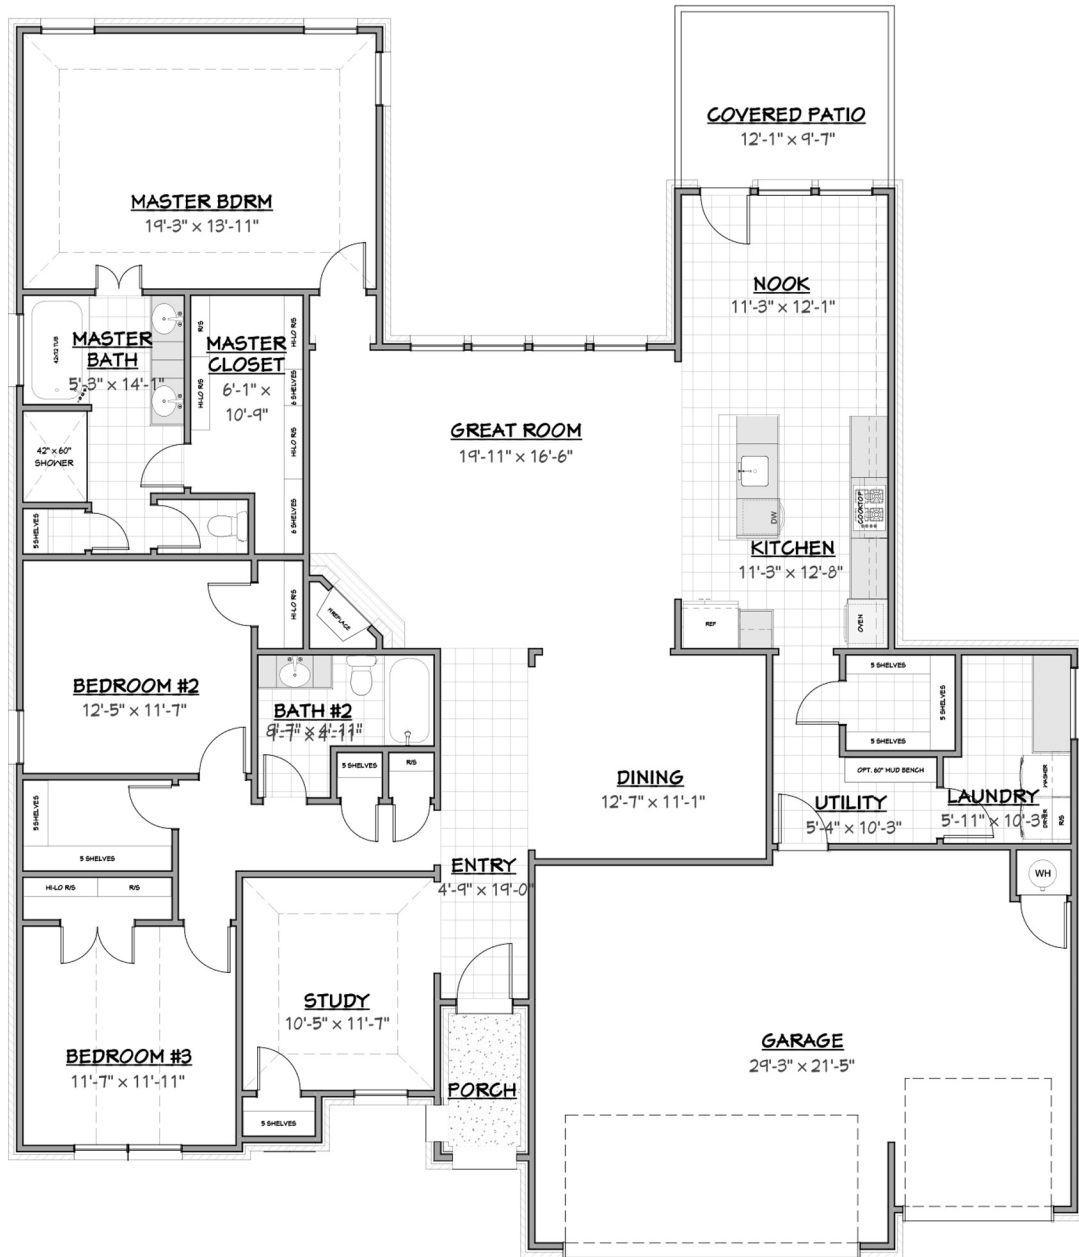 COVERED PATIO
12'-1" x 9'-7"
MASTER BDRM
19'-3" x 13'-11"
NOOK
11'-3" x 12'-1"
42x72 TUB
MASTER
BATH
5'-3" x 14'-1"
R/S
HI-LO R/S
MASTER
CLOSET
6'-1" x
10'-9"
HI-LO R/S
6 SHELVES
HI-LO R/S
6 SHELVES
GREAT ROOM
19'-11" x 16'-6"
42" x 60"
SHOWER
5 SHELVES
DW
COOKTOP
KITCHEN
11'-3" x 12'-8"
HI-LO R/S
FIREPLACE
REF
OVEN
BEDROOM #2
12'-5" x 11'-7"
BATH #2
5 SHELVES
R/S
5 SHELVES
5 SHELVES
5 SHELVES
OPT. 60" MUD BENCH
DINING
12'-7" x 11'-1"
UTILITY
5'-4" x 10'-3"
LAUNDRY
5'-11" x 10'-3"
WASHER
DRYER
R/S
5 SHELVES
5 SHELVES
HI-LO R/S
R/S
ENTRY
4'-9" x 19'-0"
WH
STUDY
10'-5" x 11'-7"
BEDROOM #3
11'-7" x 11'-11"
GARAGE
29'-3" x 21'-5"
PORCH
5 SHELVES